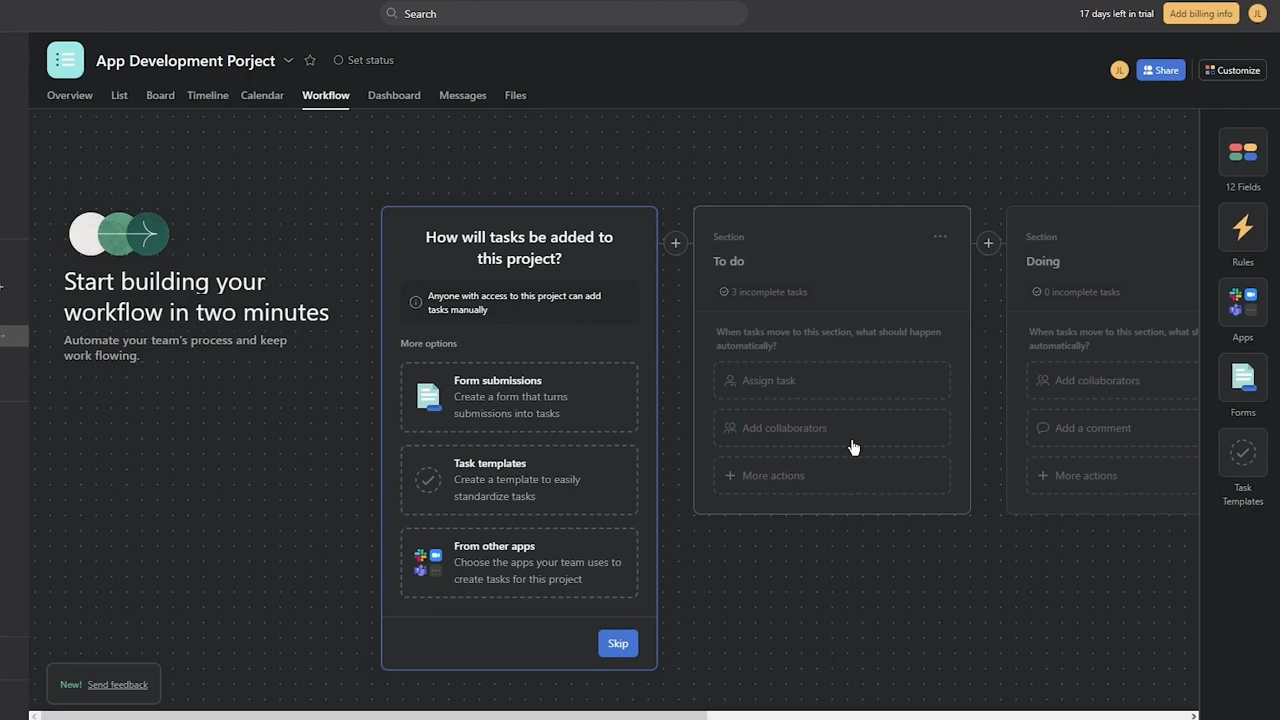 Search
17 days left in trial
Add billing info
JL
App Development Porject
Set status
JL
Share
Customize
Overview
List
Board
Timeline
Calendar
Workflow
Dashboard
Messages
Files
Start building your
workflow in two minutes
Automate your team's process and keep
work flowing.
How will tasks be added to
this project?
Anyone with access to this project can add
tasks manually
More options
Form submissions
Create a form that turns
submissions into tasks
Task templates
Create a template to easily
standardize tasks
From other apps
Choose the apps your team uses to
create tasks for this project
Skip
Section
To do
3 incomplete tasks
When tasks move to this section, what should happen
automatically?
Assign task
Add collaborators
More actions
Section
Doing
0 incomplete tasks
When tasks move to this section, what sh
automatically?
Add collaborators
Add a comment
More actions
12 Fields
Rules
Apps
Forms
Task
Templates
New! Send feedback